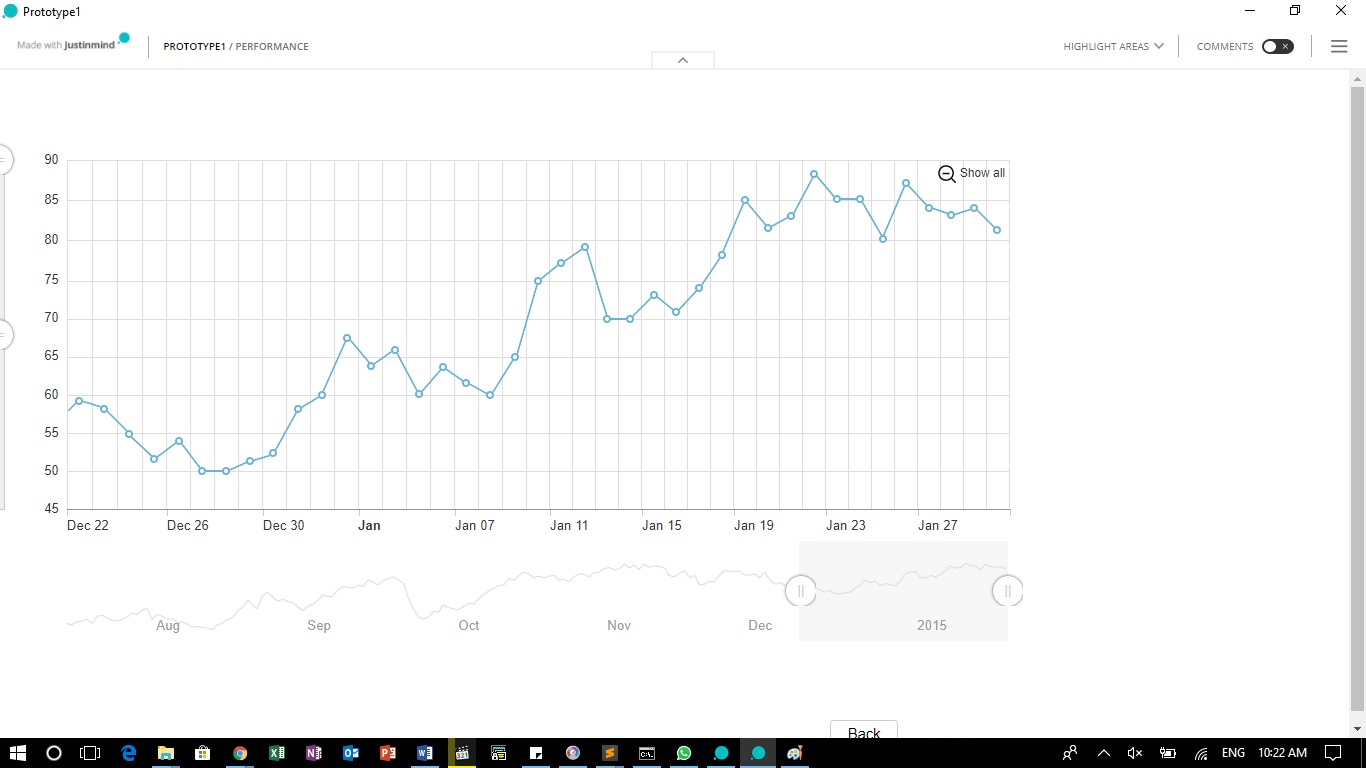 Prototype1
Made with Justinmind
PROTOTYPE1 / PERFORMANCE
HIGHLIGHT AREAS
COMMENTS
Show all
90
85
80
75
70
65
60
55
50
45
Dec 22 Dec 26 Dec 30 Jan Jan 07 Jan 11 Jan 15 Jan 19 Jan 23 Jan 27
Aug Sep Oct Nov Dec 2015
Back
ENG 10:22 AM